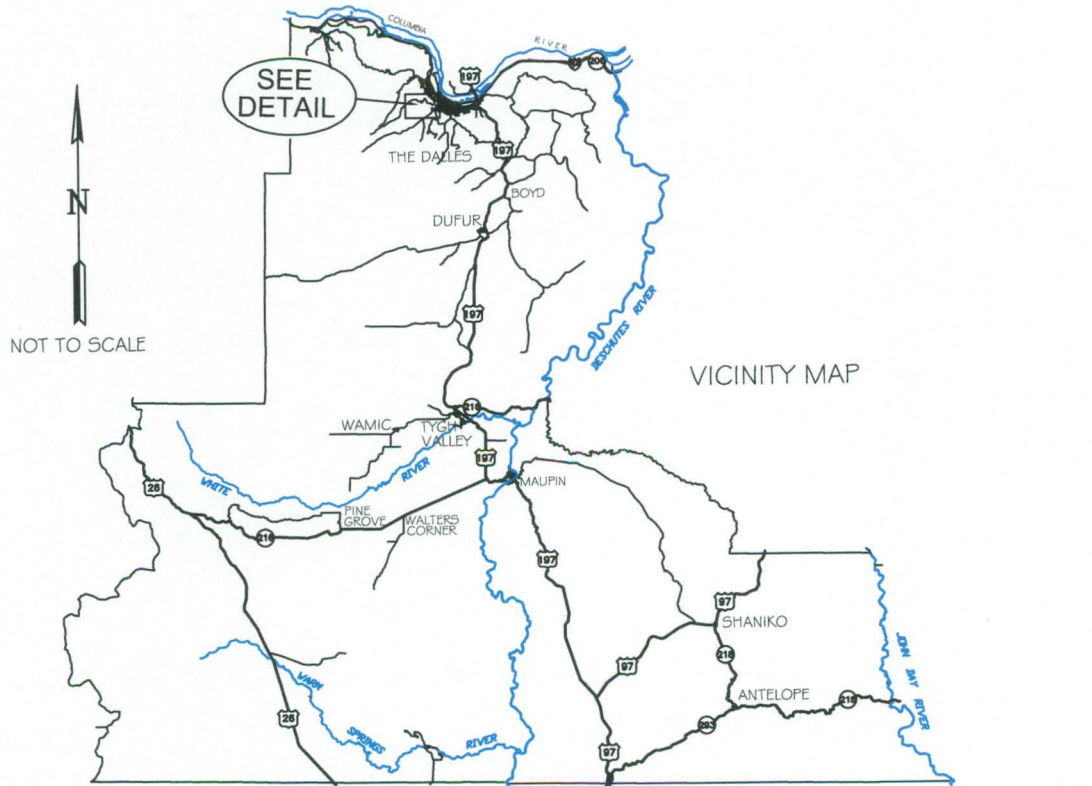 COLUMBIA
RIVER
SEE
DETAIL
197
206
THE DALLES
197
BOYD
DUFUR
N
197
NOT TO SCALE
DESCHUTES RIVER
VICINITY MAP
216
WAMIC
TYGH
VALLEY
197
WHITE
RIVER
MAUPIN
26
PINE
GROVE
WALTERS
CORNER
216
197
97
SHANIKO
218
JOHN DAY RIVER
97
WARM
ANTELOPE
218
26
293
SPRINGS
RIVER
97